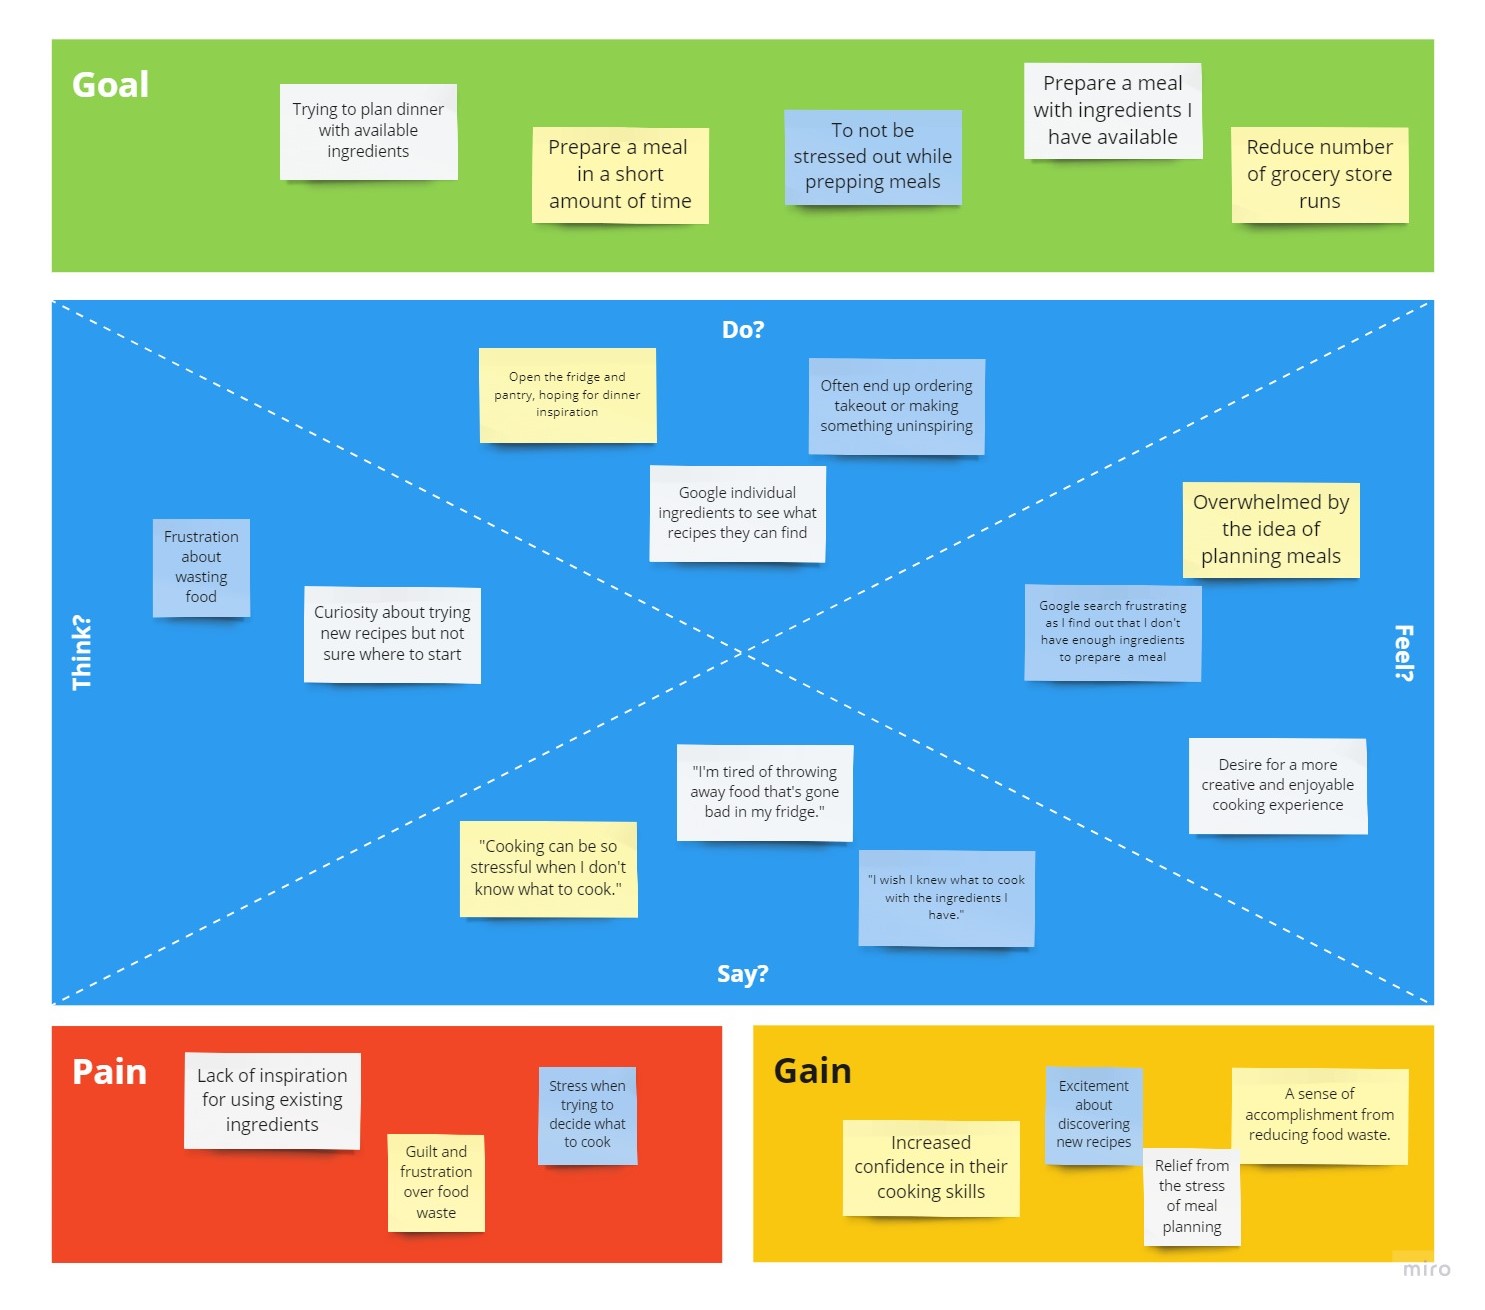 Goal
Trying to plan dinner
with available
ingredients
Prepare a meal
in a short
amount of time
To not be
stressed out while
prepping meals
Prepare a meal
with ingredients I
have available
Reduce number
of grocery store
runs
Do?
Open the fridge and
pantry, hoping for dinner
inspiration
Often end up ordering
takeout or making
something uninspiring
Google individual
ingredients to see what
recipes they can find
Think?
Frustration
about
wasting
food
Curiosity about trying
new recipes but not
sure where to start
Feel?
Overwhelmed by
the idea of
planning meals
Google search frustrating
as I find out that I don't
have enough ingredients
to prepare  a meal
Desire for a more
creative and enjoyable
cooking experience
"I'm tired of throwing
away food that's gone
bad in my fridge."
"Cooking can be so
stressful when I don't
know what to cook."
"I wish I knew what to cook
with the ingredients I
have."
Say?
Pain
Lack of inspiration
for using existing
ingredients
Guilt and
frustration
over food
waste
Stress when
trying to
decide what
to cook
Gain
Increased
confidence in their
cooking skills
Excitement
about
discovering
new recipes
Relief from
the stress
of meal
planning
A sense of
accomplishment from
reducing food waste.
miro